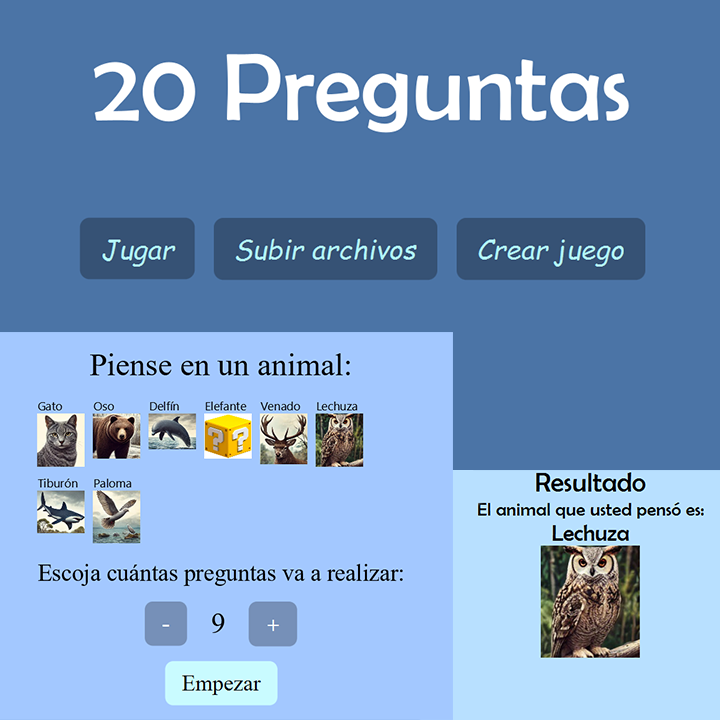 20 Preguntas
Jugar Subir archivos Crear juego
Piense en un animal:
Gato Oso Delfín Elefante Venado Lechuza
? ?
Tiburón Paloma
Escoja cuántas preguntas va a realizar:
- 9 +
Empezar
Resultado
El animal que usted pensó es:
Lechuza